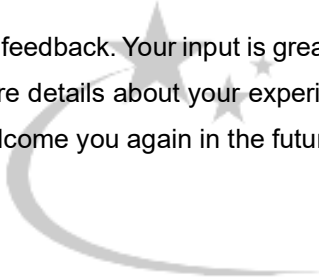 feedback. Your input is grea
re details about your experi
lcome you again in the futur